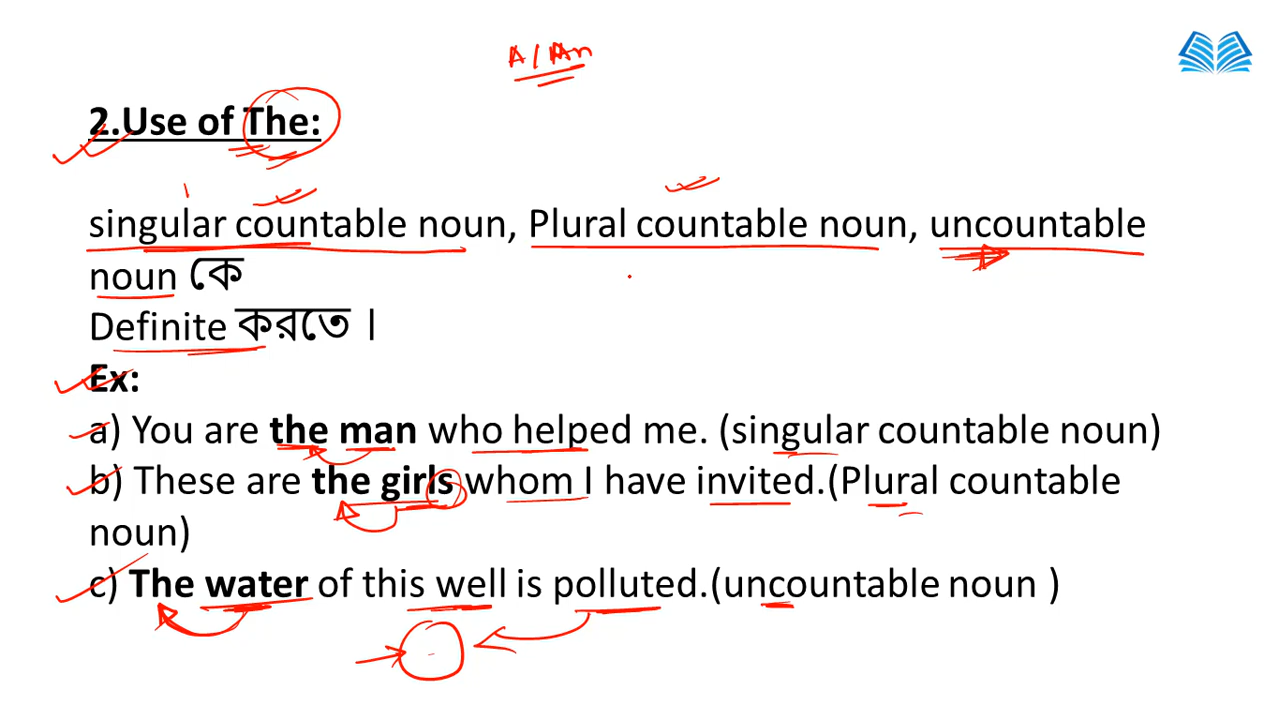 A/An
2.Use of The:
singular countable noun, Plural countable noun, uncountable
noun কে
Definite করতে ।
Ex:
a) You are the man who helped me. (singular countable noun)
b) These are the girls whom I have invited.(Plural countable
noun)
c) The water of this well is polluted.(uncountable noun )